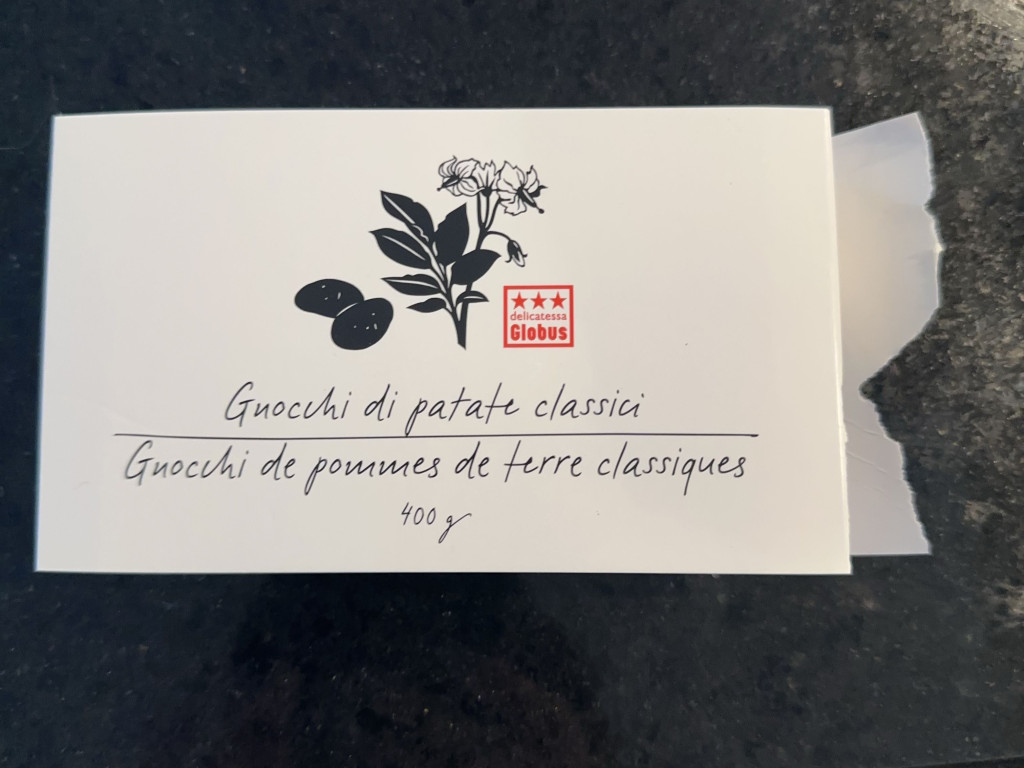 delicatessa
Globus
Gnocchi di patate classici
Gnocchi de pommes de terre classiques
400 g